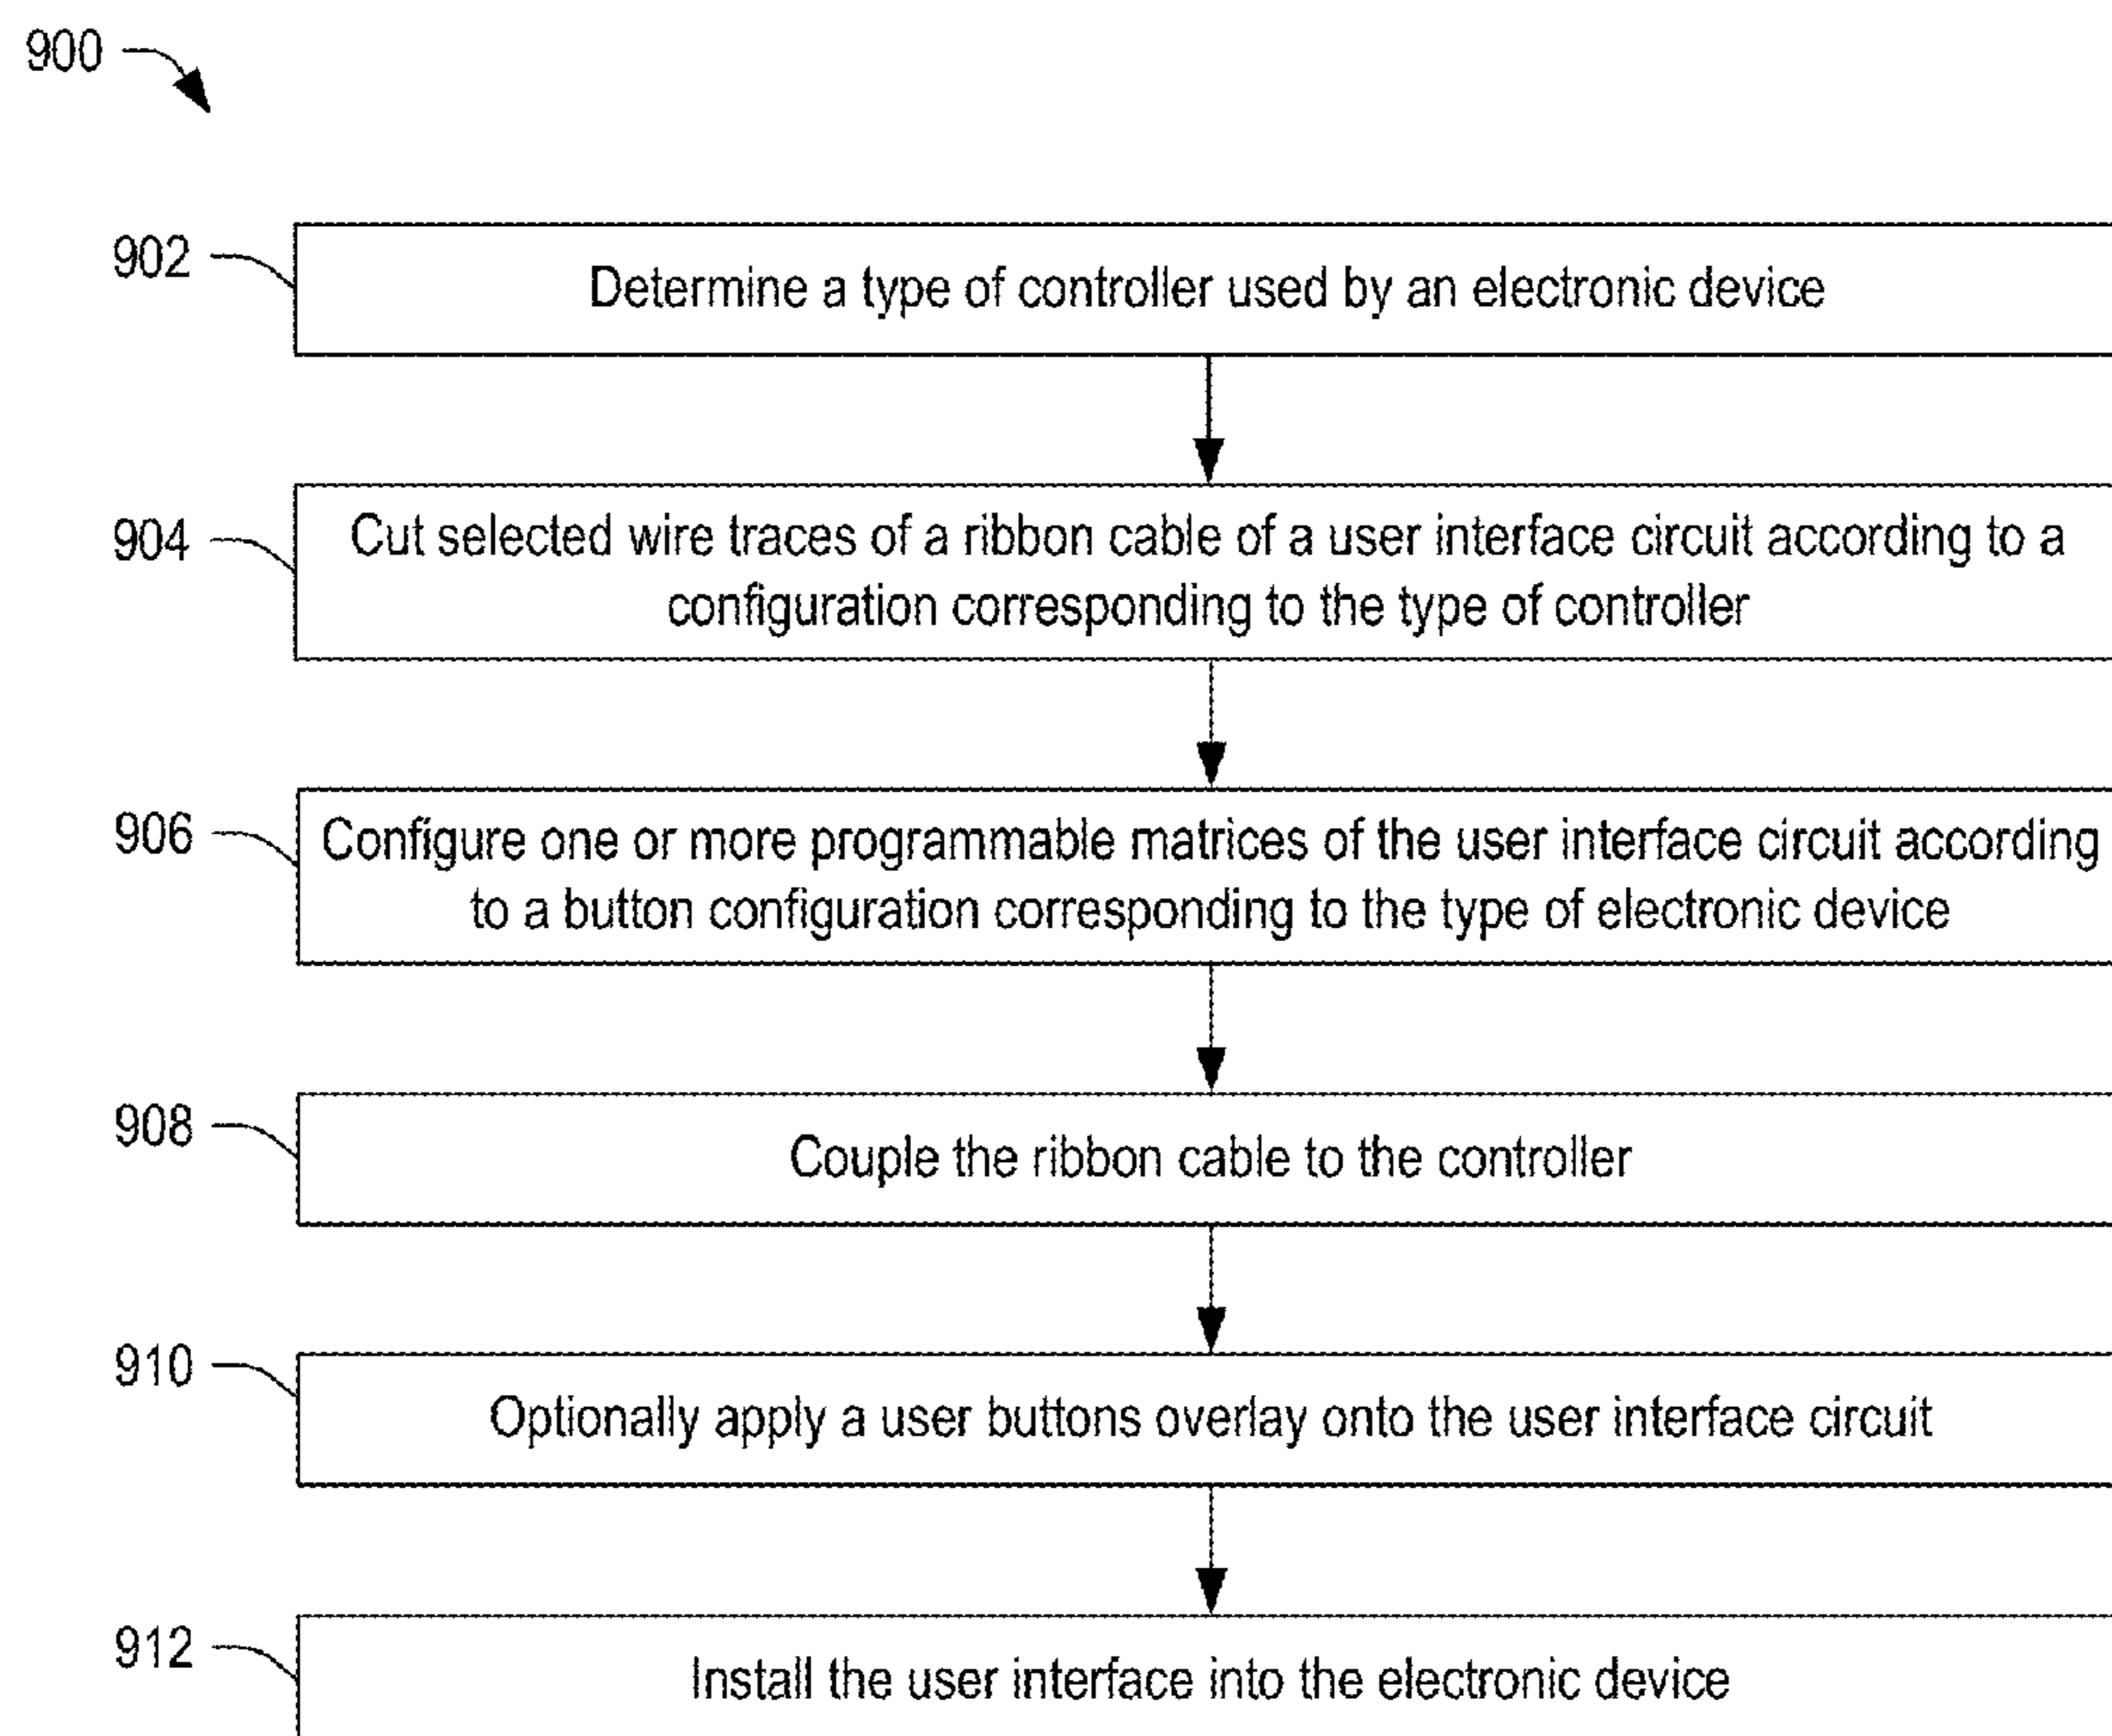 900
902
Determine a type of controller used by an electronic device
904
Cut selected wire traces of a ribbon cable of a user interface circuit according to a
configuration corresponding to the type of controller
906
Configure one or more programmable matrices of the user interface circuit according
to a button configuration corresponding to the type of electronic device
908
Couple the ribbon cable to the controller
910
Optionally apply a user buttons overlay onto the user interface circuit
912
Install the user interface into the electronic device